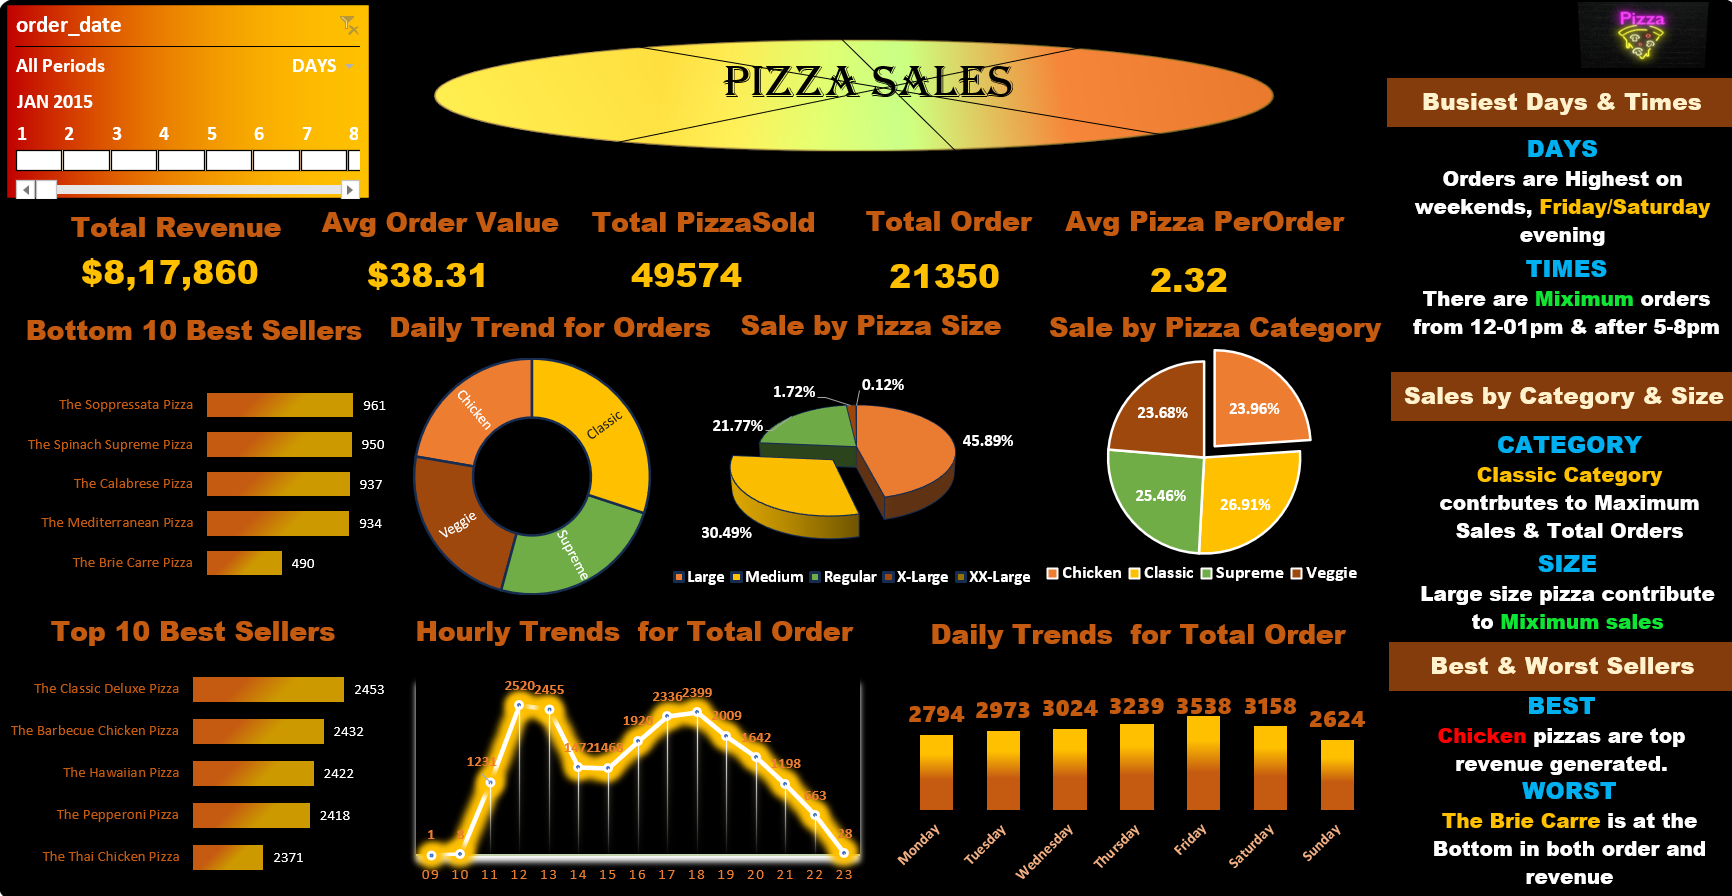 order_date
All Periods
DAYS
JAN 2015
1 2 3 4 5 6 7 8
PIZZA SALES
Pizza
Total Revenue
$8,17,860
Avg Order Value
$38.31
Total PizzaSold
49574
Total Order
21350
Avg Pizza PerOrder
2.32
Bottom 10 Best Sellers
The Soppressata Pizza 961
The Spinach Supreme Pizza 950
The Calabrese Pizza 937
The Mediterranean Pizza 934
The Brie Carre Pizza 490
Daily Trend for Orders
Chicken
Classic
Veggie
Supreme
Sale by Pizza Size
1.72%
0.12%
21.77%
45.89%
30.49%
Large Medium Regular X-Large XX-Large
Sale by Pizza Category
23.68%
23.96%
25.46%
26.91%
Chicken Classic Supreme Veggie
Top 10 Best Sellers
The Classic Deluxe Pizza 2453
The Barbecue Chicken Pizza 2432
The Hawaiian Pizza 2422
The Pepperoni Pizza 2418
The Thai Chicken Pizza 2371
Hourly Trends for Total Order
2520 2455
2336 2399
1
09 10 11 12 13 14 15 16 17 18 19 20 21 22 23
Daily Trends for Total Order
2794 2973 3024 3239 3538 3158 2624
Monday Tuesday Wednesday Thursday Friday Saturday Sunday
Busiest Days & Times
DAYS
Orders are Highest on
weekends, Friday/Saturday
evening
TIMES
There are Miximum orders
from 12-01pm & after 5-8pm
Sales by Category & Size
CATEGORY
Classic Category
contrbutes to Maximum
Sales & Total Orders
SIZE
Large size pizza contribute
to Miximum sales
Best & Worst Sellers
BEST
Chicken pizzas are top
revenue generated.
WORST
The Brie Carre is at the
Bottom in both order and
revenue